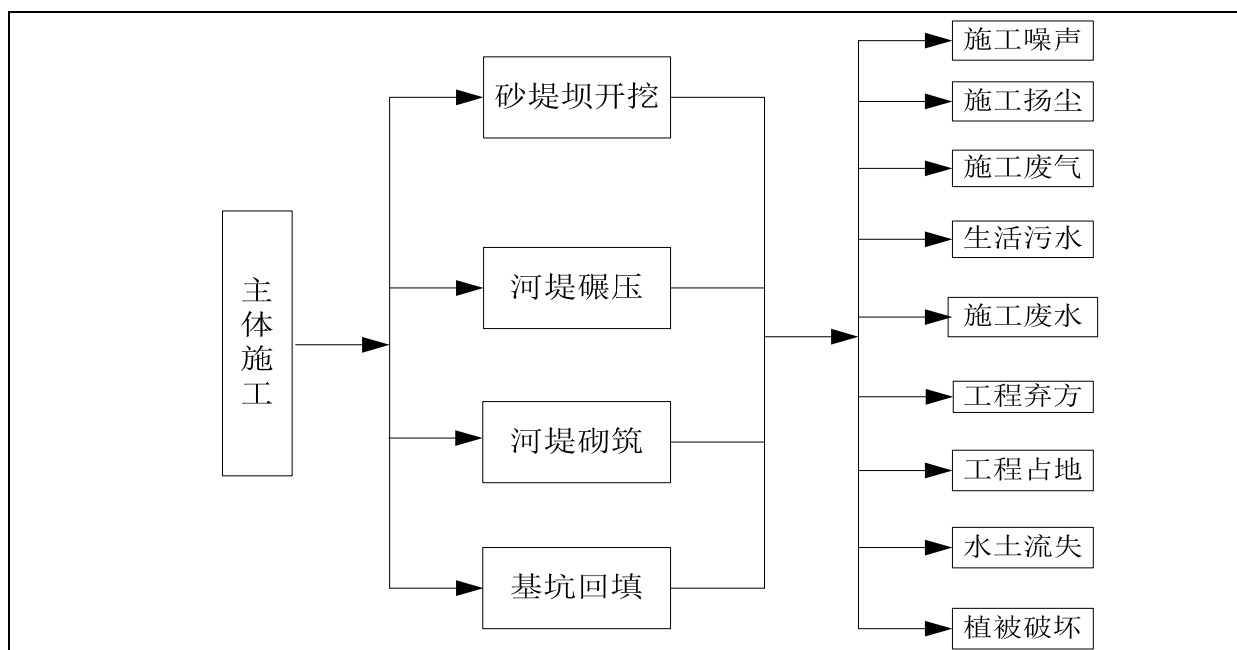 主体施工
砂堤坝开挖
河堤碾压
河堤砌筑
基坑回填
施工噪声
施工扬尘
施工废气
生活污水
施工废水
工程弃方
工程占地
水土流失
植被破坏